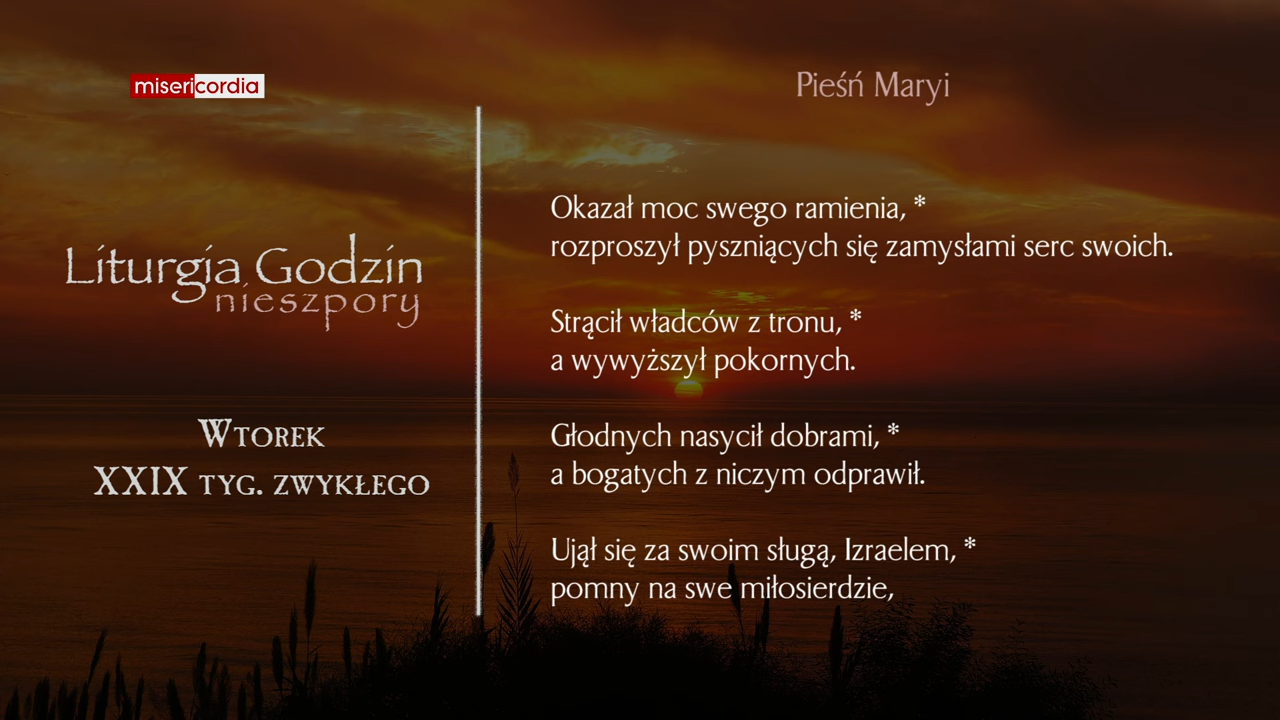 misericordia
Pieśń Maryi
Liturgia Godzin
nieszpory
Wtorek
XXIX tyg. zwykłego
Okazał moc swego ramienia, *
rozproszył pyszniących się zamysłami serc swoich.
Strącił władców z tronu, *
a wywyższył pokornych.
Głodnych nasycił dobrami, *
a bogatych z niczym odprawił.
Ujął się za swoim sługą, Izraelem, *
pomny na swe miłosierdzie,